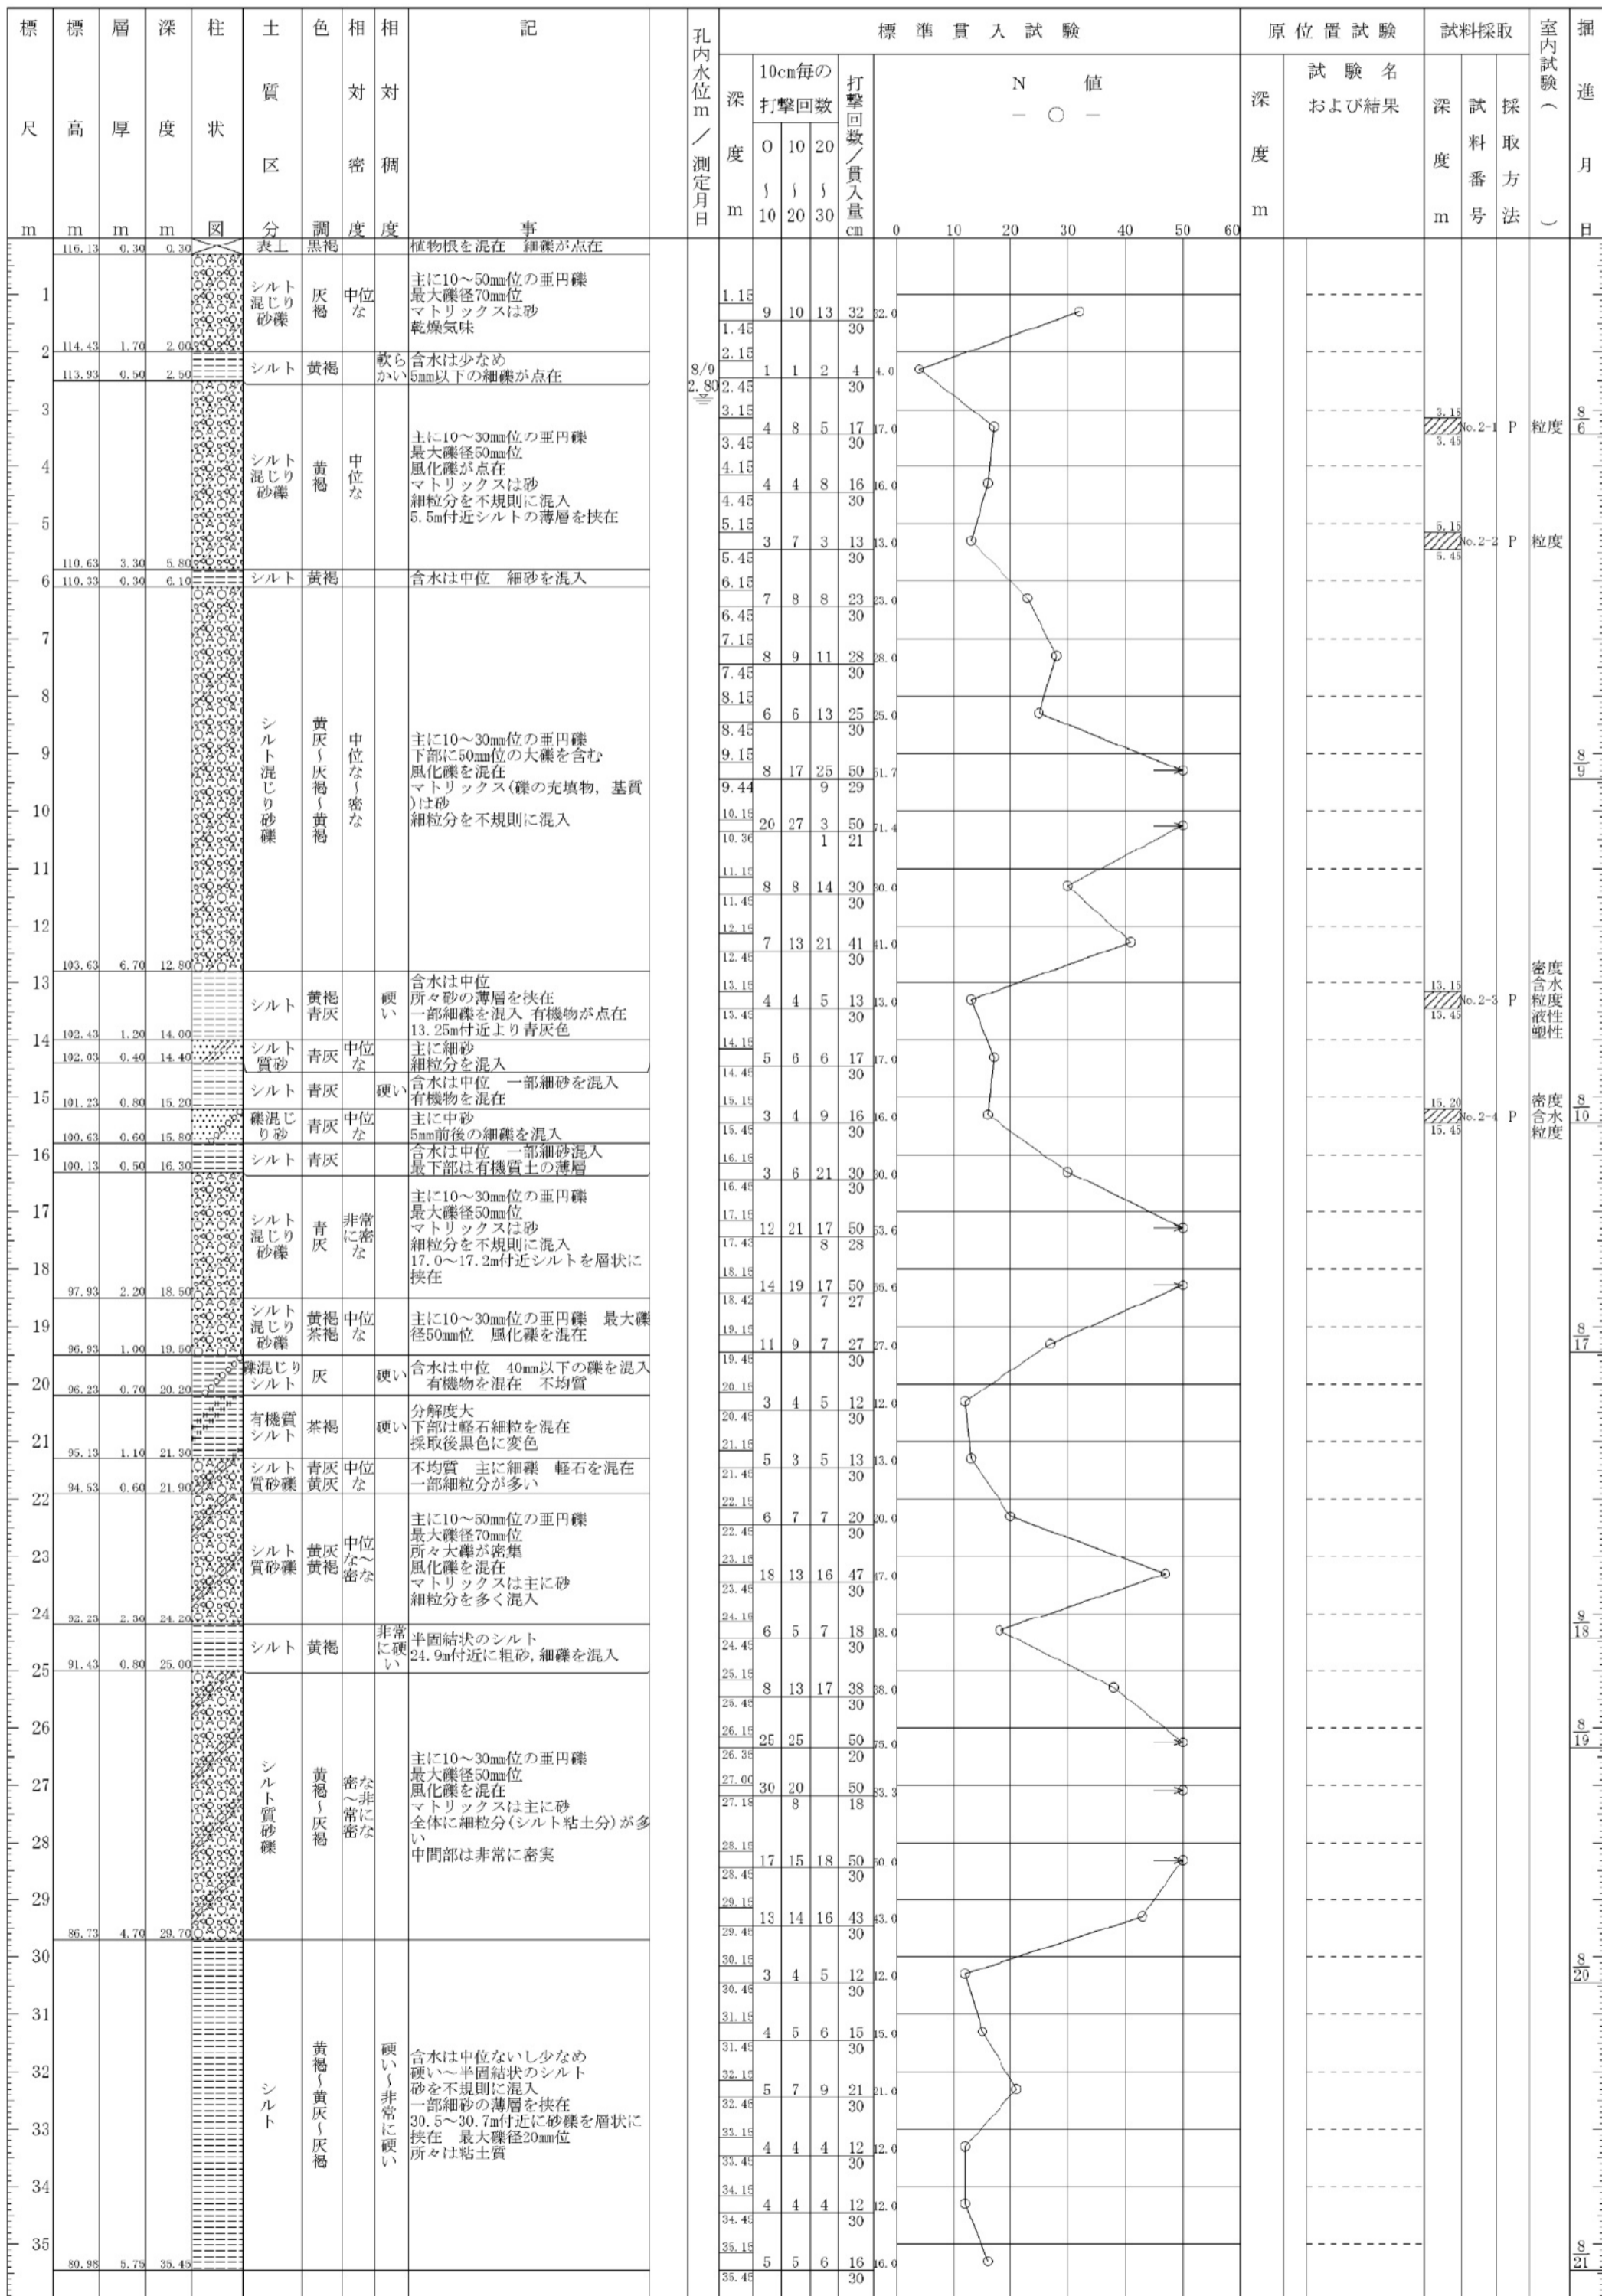 標尺 m
標高 m
層厚 m
深度 m
柱状図
土質区分
色調
相対密度
相対稠度
記事
孔内水位m／測定月日
標準貫入試験
深度 m
10cm毎の
打撃回数
0～10
10～20
20～30
打撃回数／貫入量 cm
N 値
― ○ ―
0 10 20 30 40 50 60
原位置試験
深度 m
試験名
および結果
試料採取
深度 m
試料番号
採取方法
室内試験（ ）
掘進月日
116.13 0.30 0.30 表土 黒褐
植物根を混在　細礫が点在
114.43 1.70 2.00
シルト
混じり
砂礫
灰褐
中位な
主に10～50㎜位の亜円礫
最大礫径70㎜位
マトリックスは砂
乾燥気味
113.93 0.50 2.50 シルト 黄褐
軟らかい
含水は少なめ
5㎜以下の細礫が点在
110.63 3.30 5.80
シルト
混じり
砂礫
黄褐
中位な
主に10～30㎜位の亜円礫
最大礫径50㎜位
風化礫が点在
マトリックスは砂
細粒分を不規則に混入
5.5m付近シルトの薄層を挟在
110.33 0.30 6.10 シルト 黄褐
含水は中位　細砂を混入
103.63 6.70 12.80
シルト混じり砂礫
黄灰～灰褐～黄褐
中位な～密な
主に10～30㎜位の亜円礫
下部に50㎜位の大礫を含む
風化礫を混在
マトリックス(礫の充填物, 基質
)は砂
細粒分を不規則に混入
102.43 1.20 14.00 シルト
黄褐
青灰
硬い
含水は中位
所々砂の薄層を挟在
一部細礫を混入 有機物が点在
13.25m付近より青灰色
102.03 0.40 14.40
シルト
質砂
青灰
中位な
主に細砂
細粒分を混入
101.23 0.80 15.20 シルト 青灰 硬い
含水は中位　一部細砂を混入
有機物を混在
100.63 0.60 15.80
礫混じ
り砂
青灰
中位な
主に中砂
5㎜前後の細礫を混入
100.13 0.50 16.30 シルト 青灰
含水は中位　一部細砂混入
最下部は有機質土の薄層
97.93 2.20 18.50
シルト
混じり
砂礫
青灰
非常に密な
主に10～30㎜位の亜円礫
最大礫径50㎜位
マトリックスは砂
細粒分を不規則に混入
17.0～17.2m付近シルトを層状に
挟在
96.93 1.00 19.50
シルト
混じり
砂礫
黄褐
茶褐
中位な
主に10～30㎜位の亜円礫　最大礫
径50㎜位　風化礫を混在
96.23 0.70 20.20
礫混じり
シルト
灰
硬い
含水は中位　40㎜以下の礫を混入
有機物を混在　不均質
95.13 1.10 21.30
有機質
シルト
茶褐
硬い
分解度大
下部は軽石細粒を混在
採取後黒色に変色
94.53 0.60 21.90
シルト
質砂礫
青灰
黄灰
中位な
不均質　主に細礫　軽石を混在
一部細粒分が多い
92.23 2.30 24.20
シルト
質砂礫
黄灰
黄褐
中位な～密な
主に10～50㎜位の亜円礫
最大礫径70㎜位
所々大礫が密集
風化礫を混在
マトリックスは主に砂
細粒分を多く混入
91.43 0.80 25.00 シルト 黄褐
非常に硬い
半固結状のシルト
24.9m付近に粗砂, 細礫を混入
86.73 4.70 29.70
シルト質砂礫
黄褐～灰褐
密な～非常に密な
主に10～30㎜位の亜円礫
最大礫径50㎜位
風化礫を混在
マトリックスは主に砂
全体に細粒分(シルト粘土分)が多
い
中間部は非常に密実
80.98 5.75 35.45
シルト
黄褐～黄灰～灰褐
硬い～非常に硬い
含水は中位ないし少なめ
硬い～半固結状のシルト
砂を不規則に混入
一部細砂の薄層を挟在
30.5～30.7m付近に砂礫を層状に
挟在　最大礫径20㎜位
所々は粘土質
1 2 3 4 5 6 7 8 9 10 11 12 13 14 15 16 17 18 19 20 21 22 23 24 25 26 27 28 29 30 31 32 33 34 35
8/9
2.80
1.15 9 10 13 32 32.0
1.45 30
2.15 1 1 2 4 4.0
2.45 30
3.15 4 8 5 17 17.0
3.45 30
4.15 4 4 8 16 16.0
4.45 30
5.15 3 7 3 13 13.0
5.45 30
6.15 7 8 8 23 23.0
6.45 30
7.15 8 9 11 28 28.0
7.45 30
8.15 6 6 13 25 25.0
8.45 30
9.15 8 17 25 50 51.7
9.44 9 29
10.15 20 27 3 50 71.4
10.36 1 21
11.15 8 8 14 30 30.0
11.45 30
12.15 7 13 21 41 41.0
12.45 30
13.15 4 4 5 13 13.0
13.45 30
14.15 5 6 6 17 17.0
14.45 30
15.15 3 4 9 16 16.0
15.45 30
16.15 3 6 21 30 30.0
16.45 30
17.15 12 21 17 50 53.6
17.43 8 28
18.15 14 19 17 50 55.6
18.42 7 27
19.15 11 9 7 27 27.0
19.45 30
20.15 3 4 5 12 12.0
20.45 30
21.15 5 3 5 13 13.0
21.45 30
22.15 6 7 7 20 20.0
22.45 30
23.15 18 13 16 47 47.0
23.45 30
24.15 6 5 7 18 18.0
24.45 30
25.15 8 13 17 38 38.0
25.45 30
26.15 25 25 50 75.0
26.35 20
27.00 30 20 50 83.3
27.18 8 18
28.15 17 15 18 50 50.0
28.45 30
29.15 13 14 16 43 43.0
29.45 30
30.15 3 4 5 12 12.0
30.45 30
31.15 4 5 6 15 15.0
31.45 30
32.15 5 7 9 21 21.0
32.45 30
33.15 4 4 4 12 12.0
33.45 30
34.15 4 4 4 12 12.0
34.45 30
35.15 5 5 6 16 16.0
35.45 30
3.15
3.45
No.2-1 P 粒度
5.15
5.45
No.2-2 P 粒度
13.15
13.45
No.2-3 P
密度
含水
粒度
液性
塑性
15.20
15.45
No.2-4 P
密度
含水
粒度
8/6
8/9
8/10
8/17
8/18
8/19
8/20
8/21